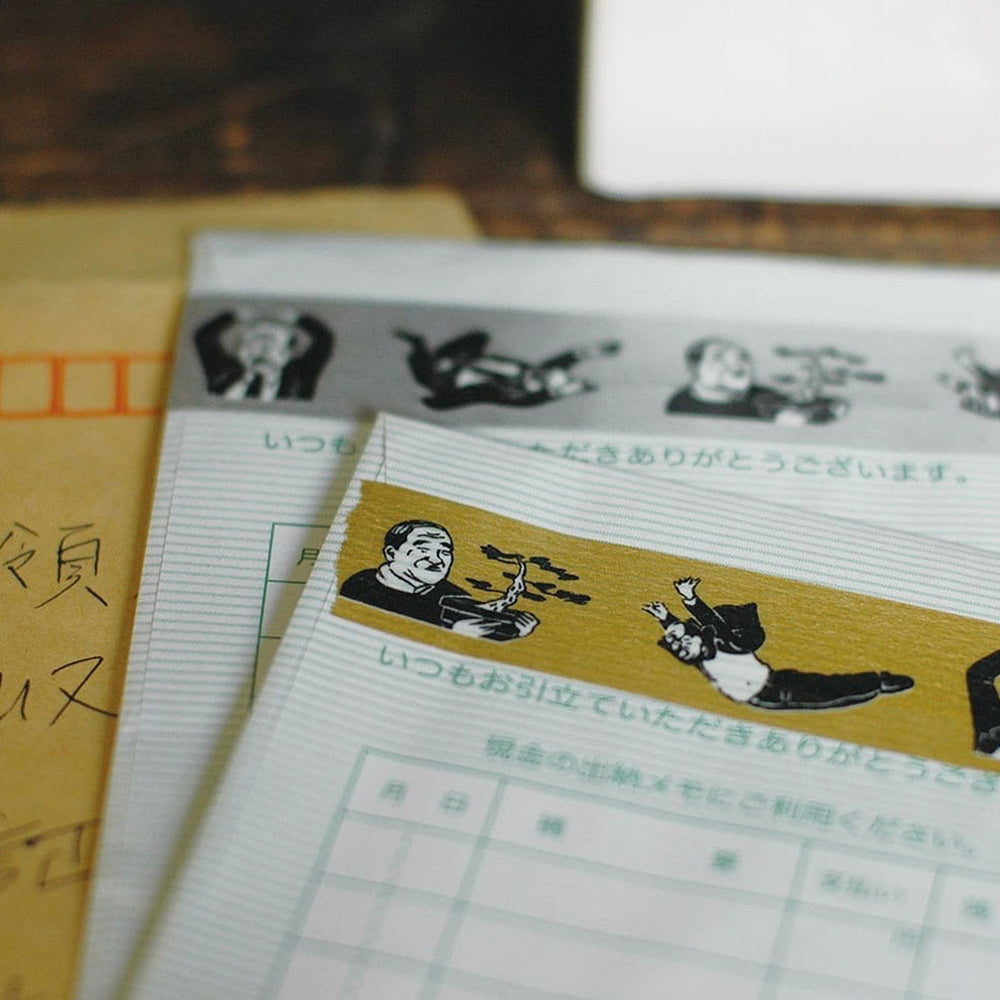 いつも ただきありがとうございます。
月
領
収
証
いつもお引立ていただきありがとうござ
現金の出納メモにご利用ください。
月 日 摘 要